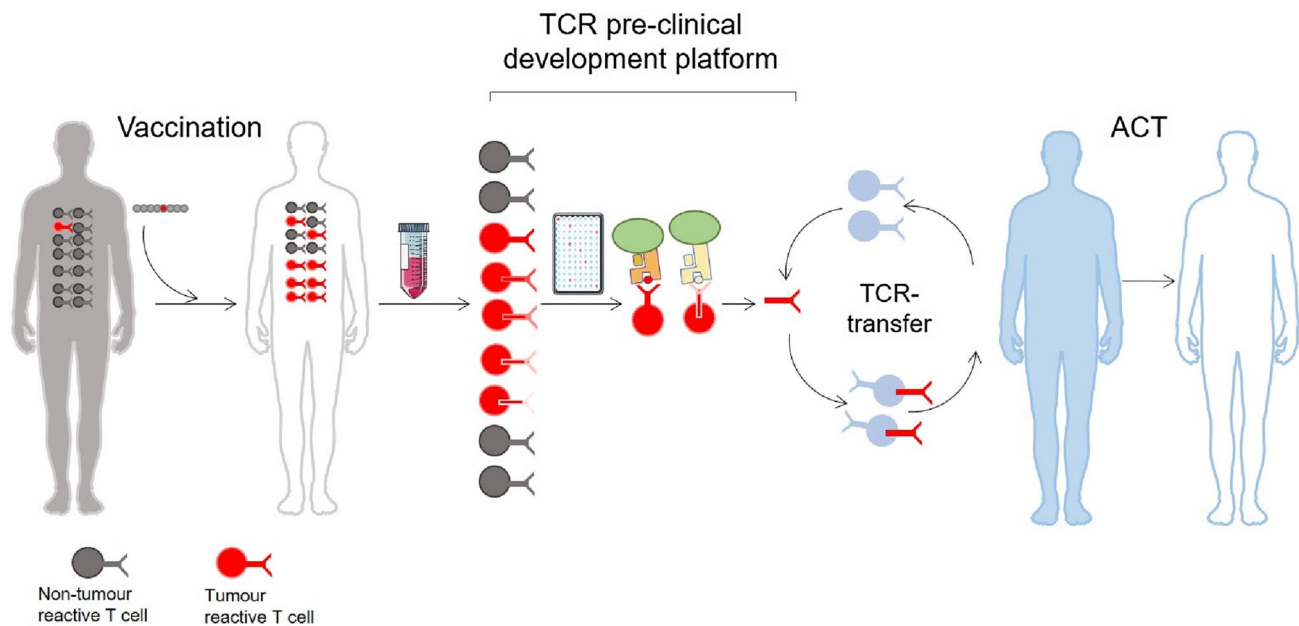 TCR pre-clinical
development platform
Vaccination
ACT
TCR-
transfer
Non-tumour
reactive T cell
Tumour
reactive T cell